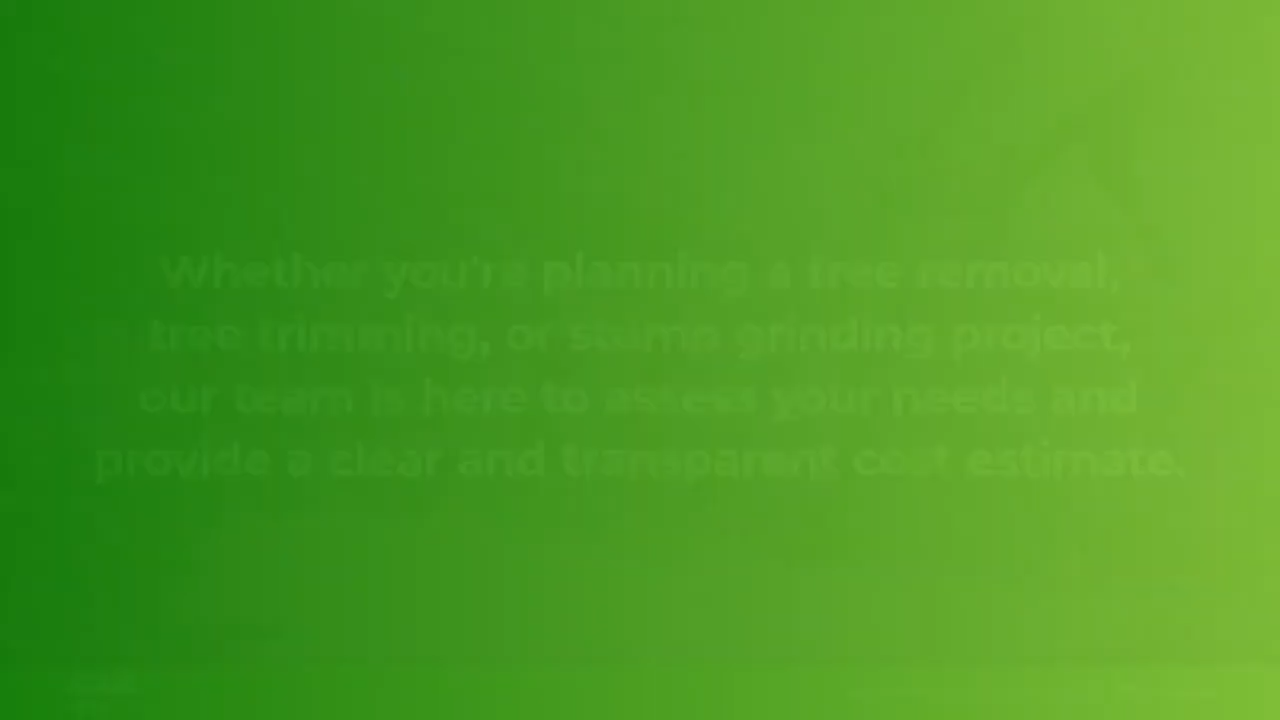 Whether you're planning a tree removal,
tree trimming, or stump grinding project,
our team is here to assess your needs and
provide a clear and transparent cost estimate.